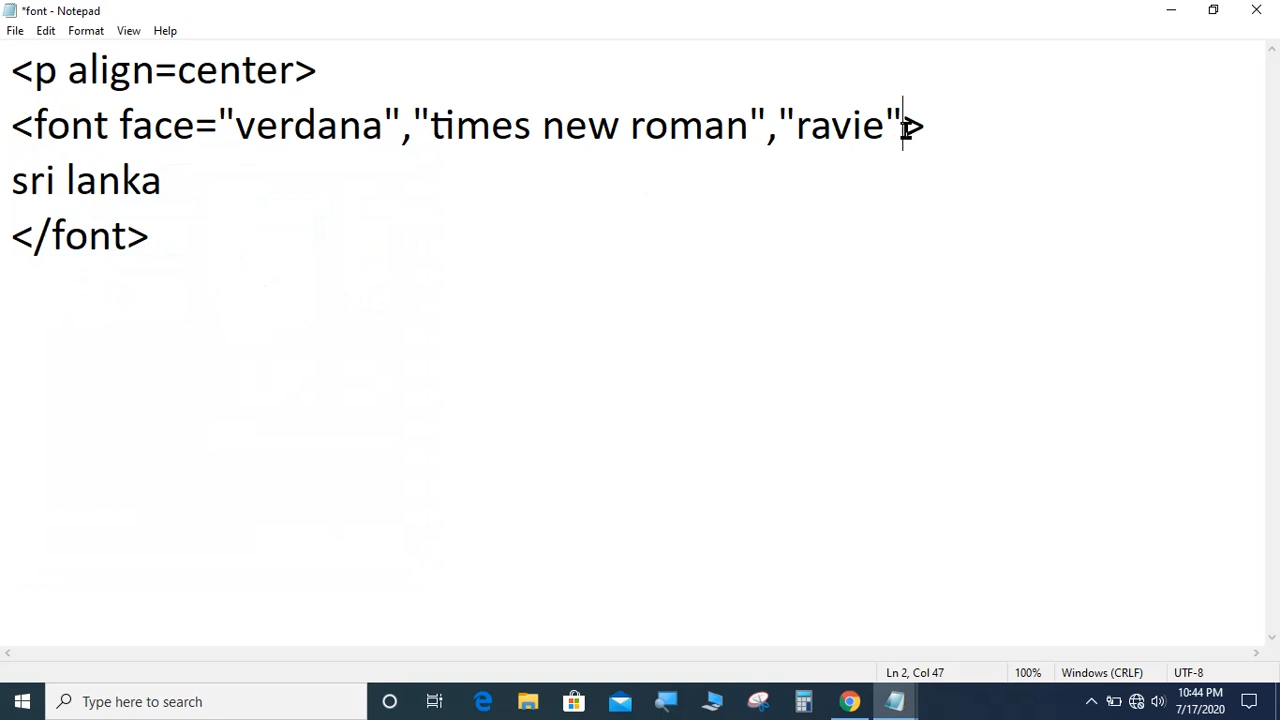 *font - Notepad
File Edit Format View Help
<p align=center>
<font face="verdana","times new roman","ravie">
sri lanka
</font>
Ln 2, Col 47 100% Windows (CRLF) UTF-8
Type here to search
10:44 PM
7/17/2020